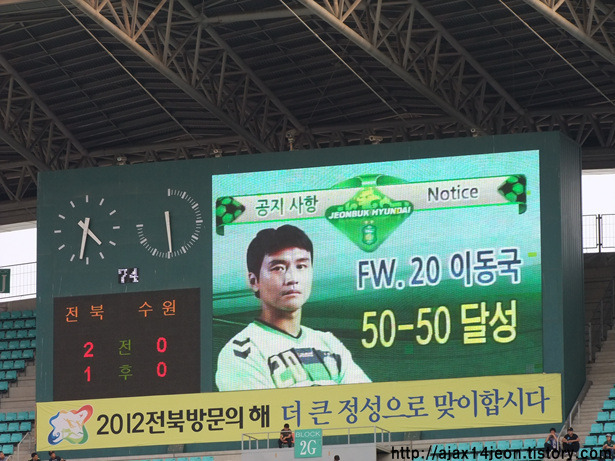 공지 사항
Notice
JEONBUK HYUNDAI
FW. 20 이동국
50-50 달성
20
74
전북 수원
2 전 0
1 후 0
2012전북방문의 해 더 큰 정성으로 맞이합시다
BLOCK
2G
http://ajax14jeon.tistory.com